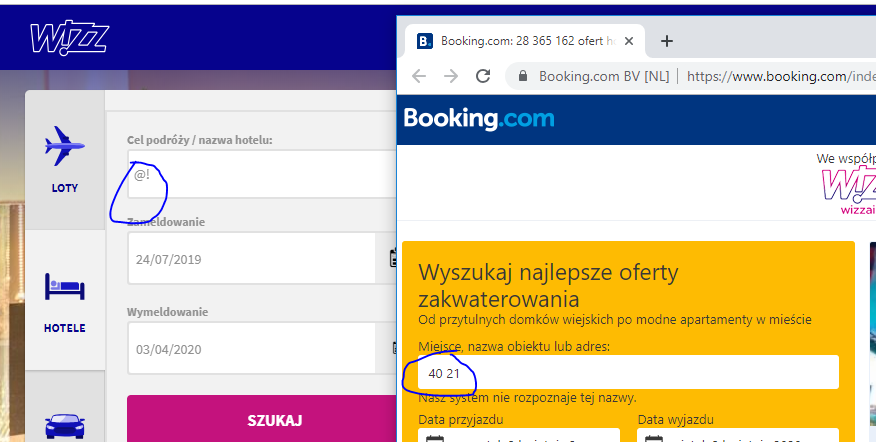 WIZZ
LOTY
HOTELE
Cel podróży / nazwa hotelu:
@!
Zameldowanie
24/07/2019
Wymeldowanie
03/04/2020
SZUKAJ
Booking.com: 28 365 162 ofert
Booking.com BV [NL]
https://www.booking.com/inde
Booking.com
We współp
WIZZ
wizzai
Wyszukaj najlepsze oferty
zakwaterowania
Od przytulnych domków wiejskich po modne apartamenty w mieście
Miejsce, nazwa obiektu lub adres:
40 21
Nasz system nie rozpoznaje tej nazwy.
Data przyjazdu
Data wyjazdu